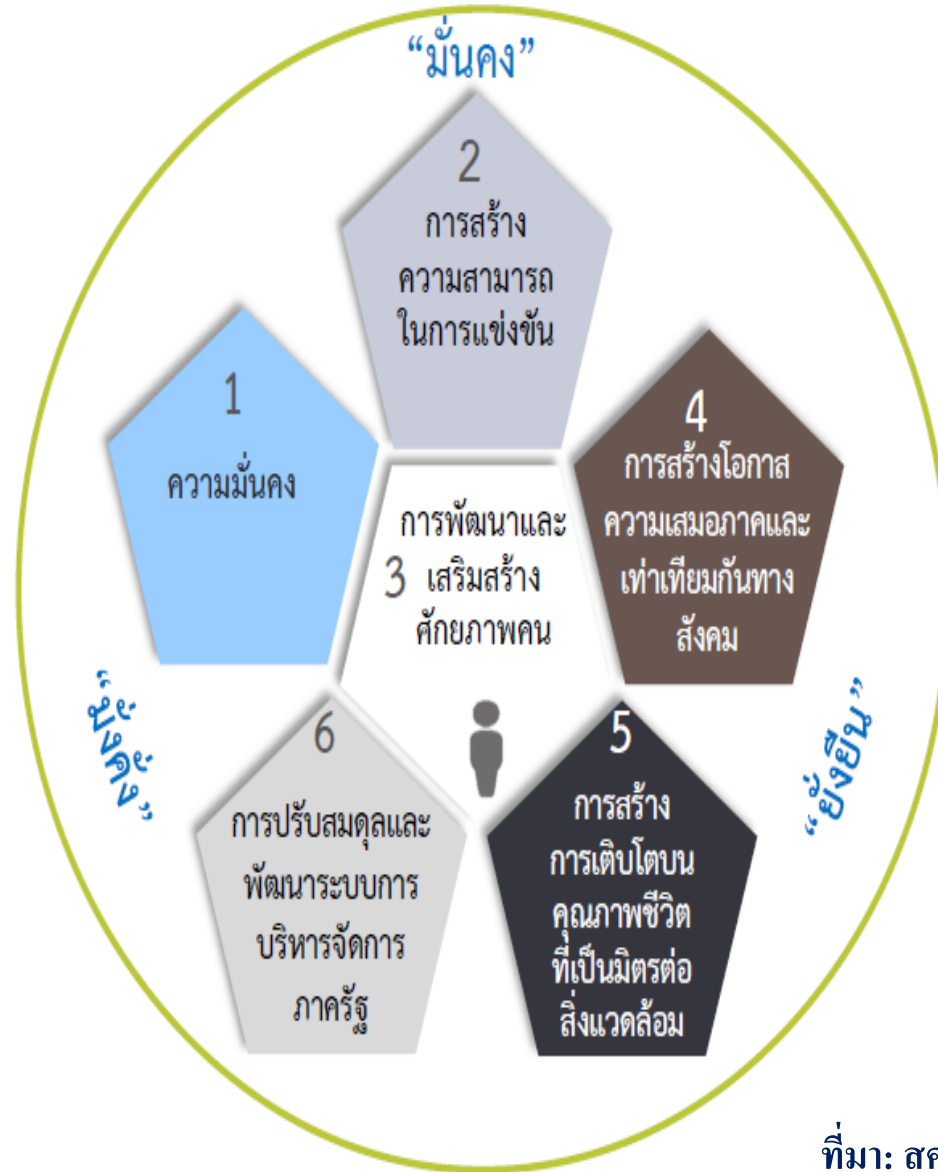 “มั่นคง”
2
การสร้าง
ความสามารถ
ในการแข่งขัน
1
ความมั่นคง
4
การสร้างโอกาส
ความเสมอภาคและ
เท่าเทียมกันทาง
สังคม
การพัฒนาและ
3 เสริมสร้าง
ศักยภาพคน
“มั่งคั่ง”
“ยั่งยืน”
6
การปรับสมดุลและ
พัฒนาระบบการ
บริหารจัดการ
ภาครัฐ
5
การสร้าง
การเติบโตบน
คุณภาพชีวิต
ที่เป็นมิตรต่อ
สิ่งแวดล้อม
ที่มา: